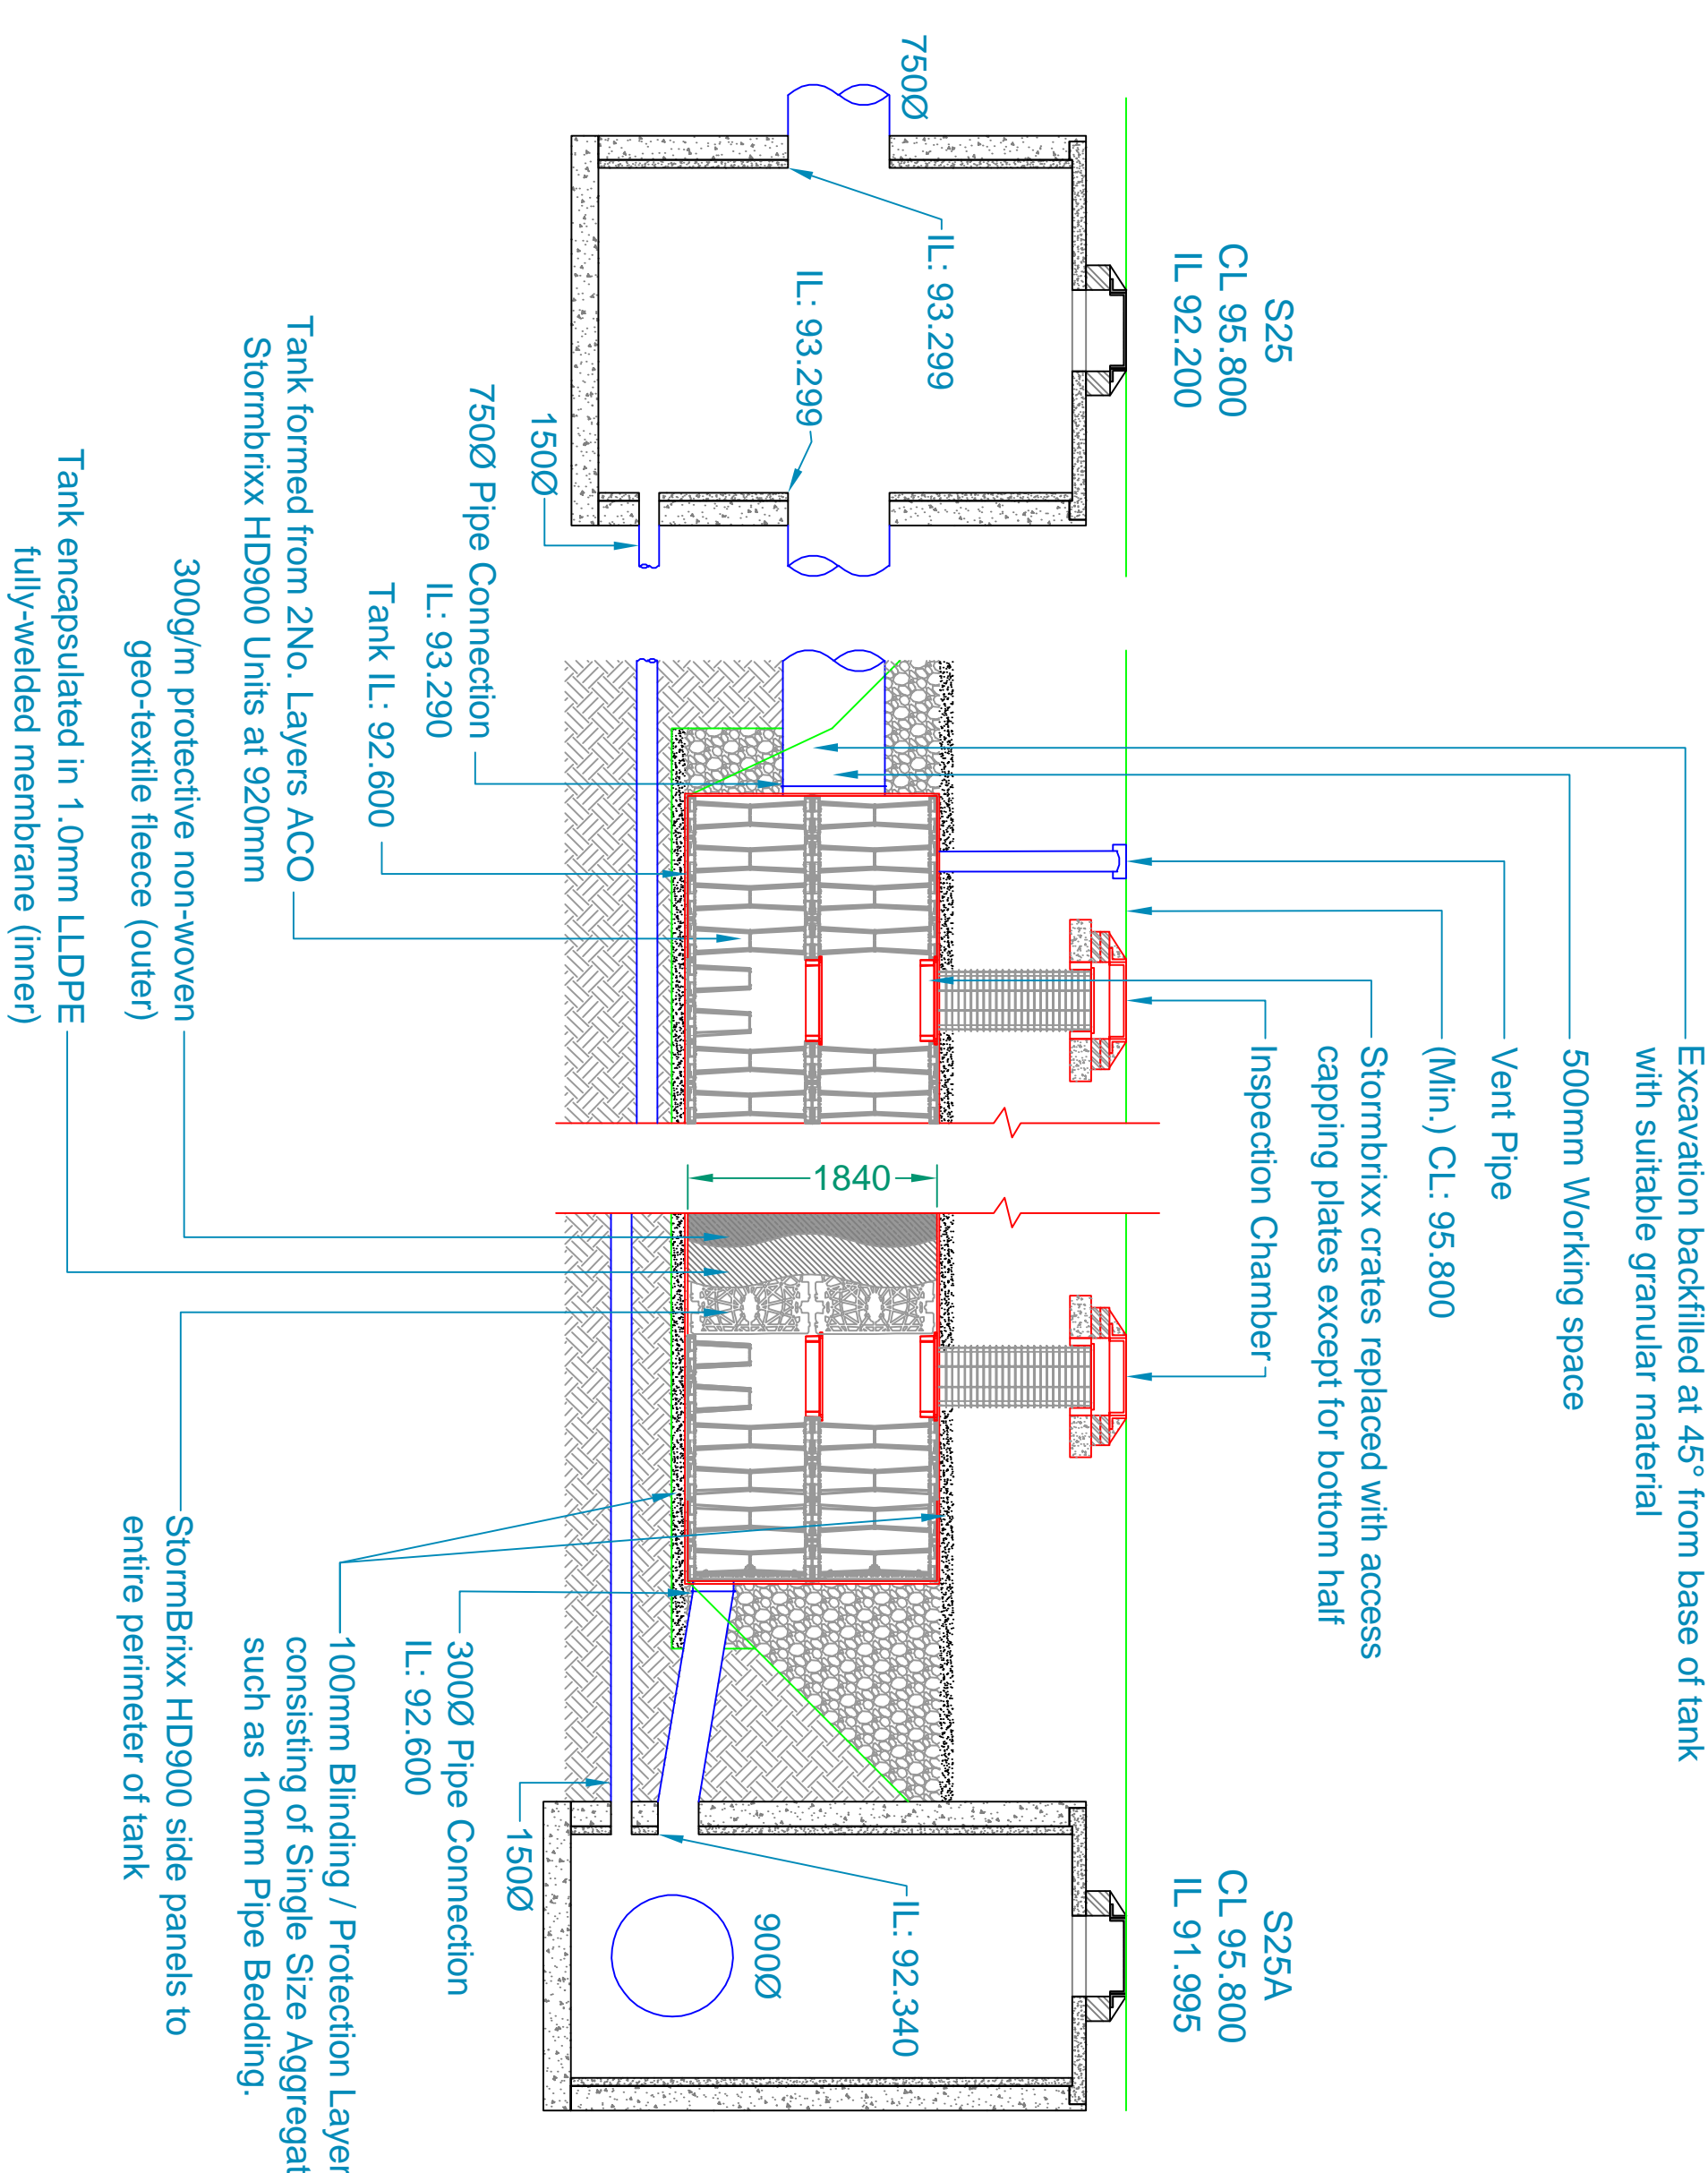 Excavation backfilled at 45° from base of tank
with suitable granular material
500mm Working space
Vent Pipe
(Min.) CL: 95.800
Stormbrixx crates replaced with access
capping plates except for bottom half
Inspection Chamber
S25
CL 95.800
IL 92.200
S25A
CL 95.800
IL 91.995
750Ø
IL: 93.299
IL: 93.299
150Ø
1840
IL: 92.340
900Ø
750Ø Pipe Connection
IL: 93.290
Tank IL: 92.600
Tank formed from 2No. Layers ACO
Stormbrixx HD900 Units at 920mm
300g/m protective non-woven
geo-textile fleece (outer)
Tank encapsulated in 1.0mm LLDPE
fully-welded membrane (inner)
150Ø
300Ø Pipe Connection
IL: 92.600
100mm Blinding / Protection Layer
consisting of Single Size Aggregat
such as 10mm Pipe Bedding.
StormBrixx HD900 side panels to
entire perimeter of tank